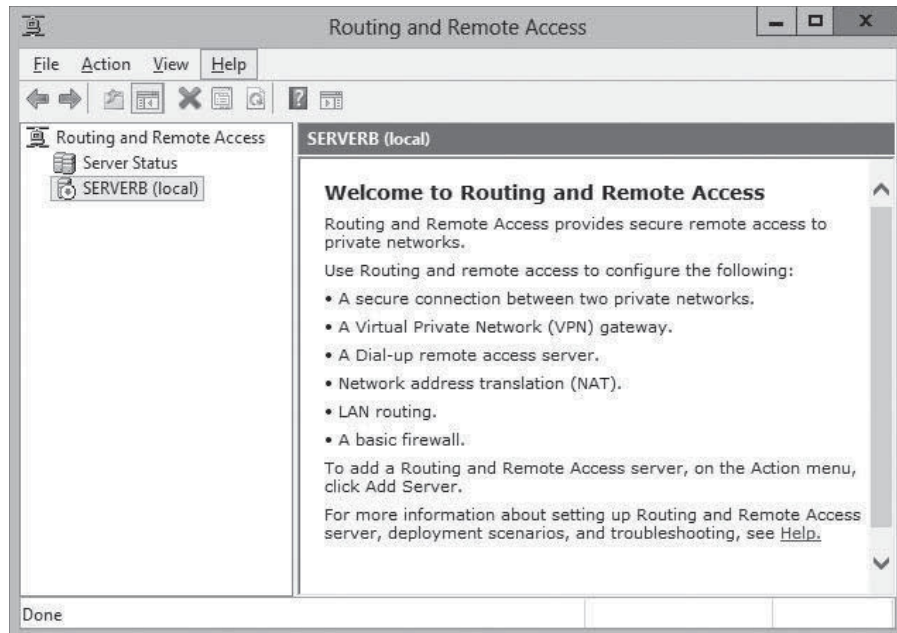 Routing and Remote Access
File Action View Help
Routing and Remote Access
Server Status
SERVERB (local)
SERVERB (local)
Welcome to Routing and Remote Access
Routing and Remote Access provides secure remote access to
private networks.
Use Routing and remote access to configure the following:
• A secure connection between two private networks.
• A Virtual Private Network (VPN) gateway.
• A Dial-up remote access server.
• Network address translation (NAT).
• LAN routing.
• A basic firewall.
To add a Routing and Remote Access server, on the Action menu,
click Add Server.
For more information about setting up Routing and Remote Access
server, deployment scenarios, and troubleshooting, see Help.
Done